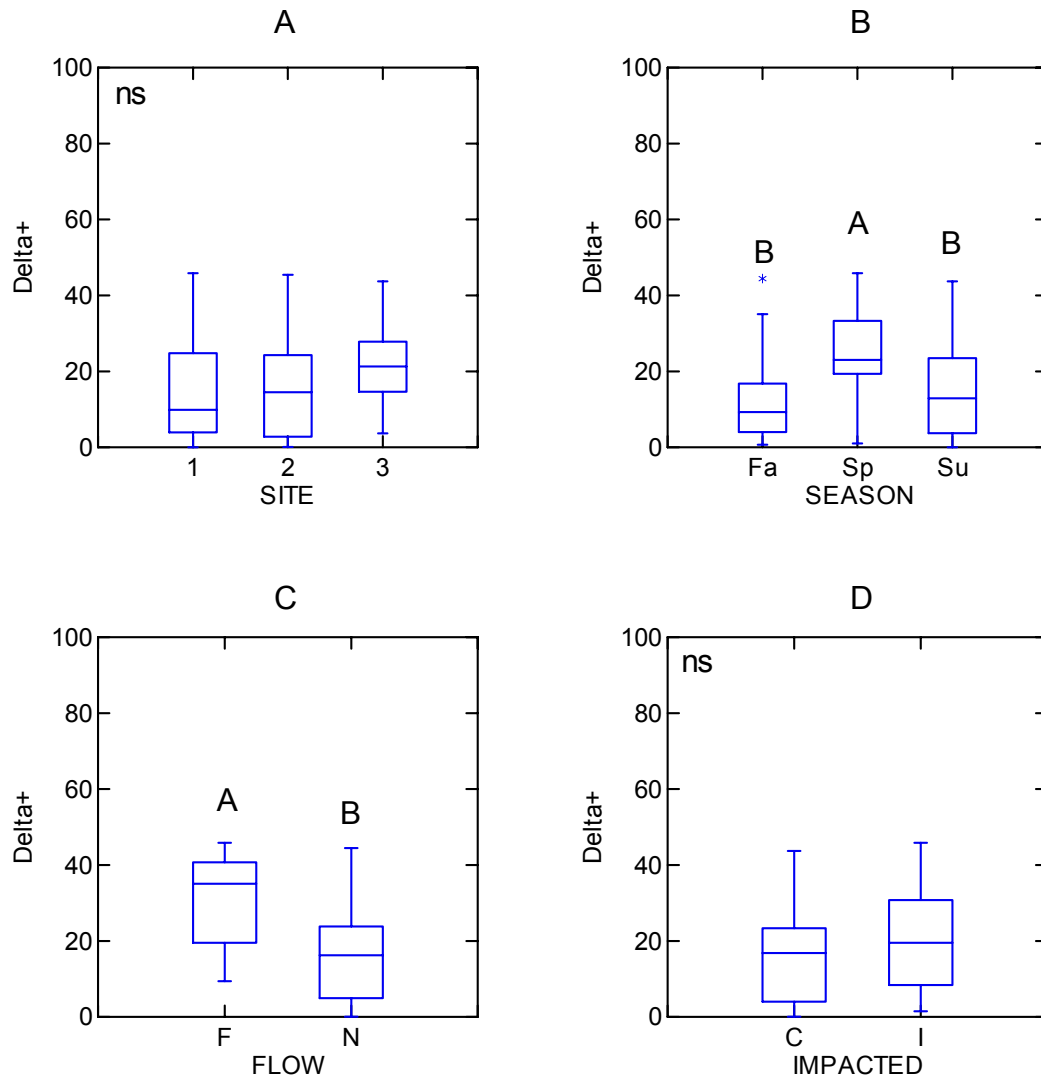 A
100
80
60
40
20
0
Delta+
ns
1 2 3
SITE
B
100
80
60
40
20
0
Delta+
B A B
*
Fa Sp Su
SEASON
C
100
80
60
40
20
0
Delta+
A B
F N
FLOW
D
100
80
60
40
20
0
Delta+
ns
C I
IMPACTED